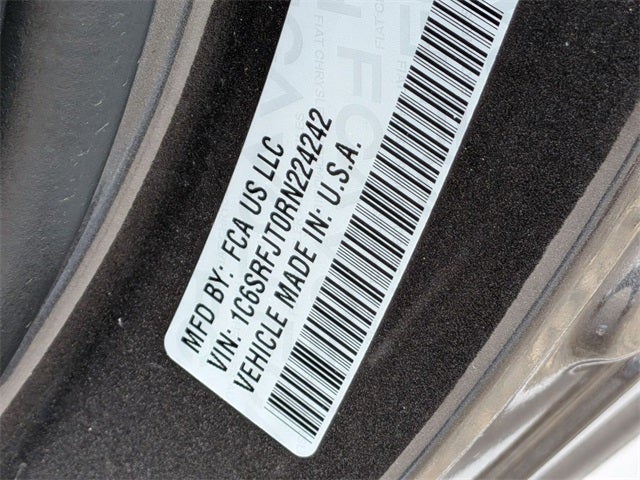 MFD BY: FCA US LLC
VIN: 1C6SRFJT0RN224242
VEHICLE MADE IN: U.S.A.